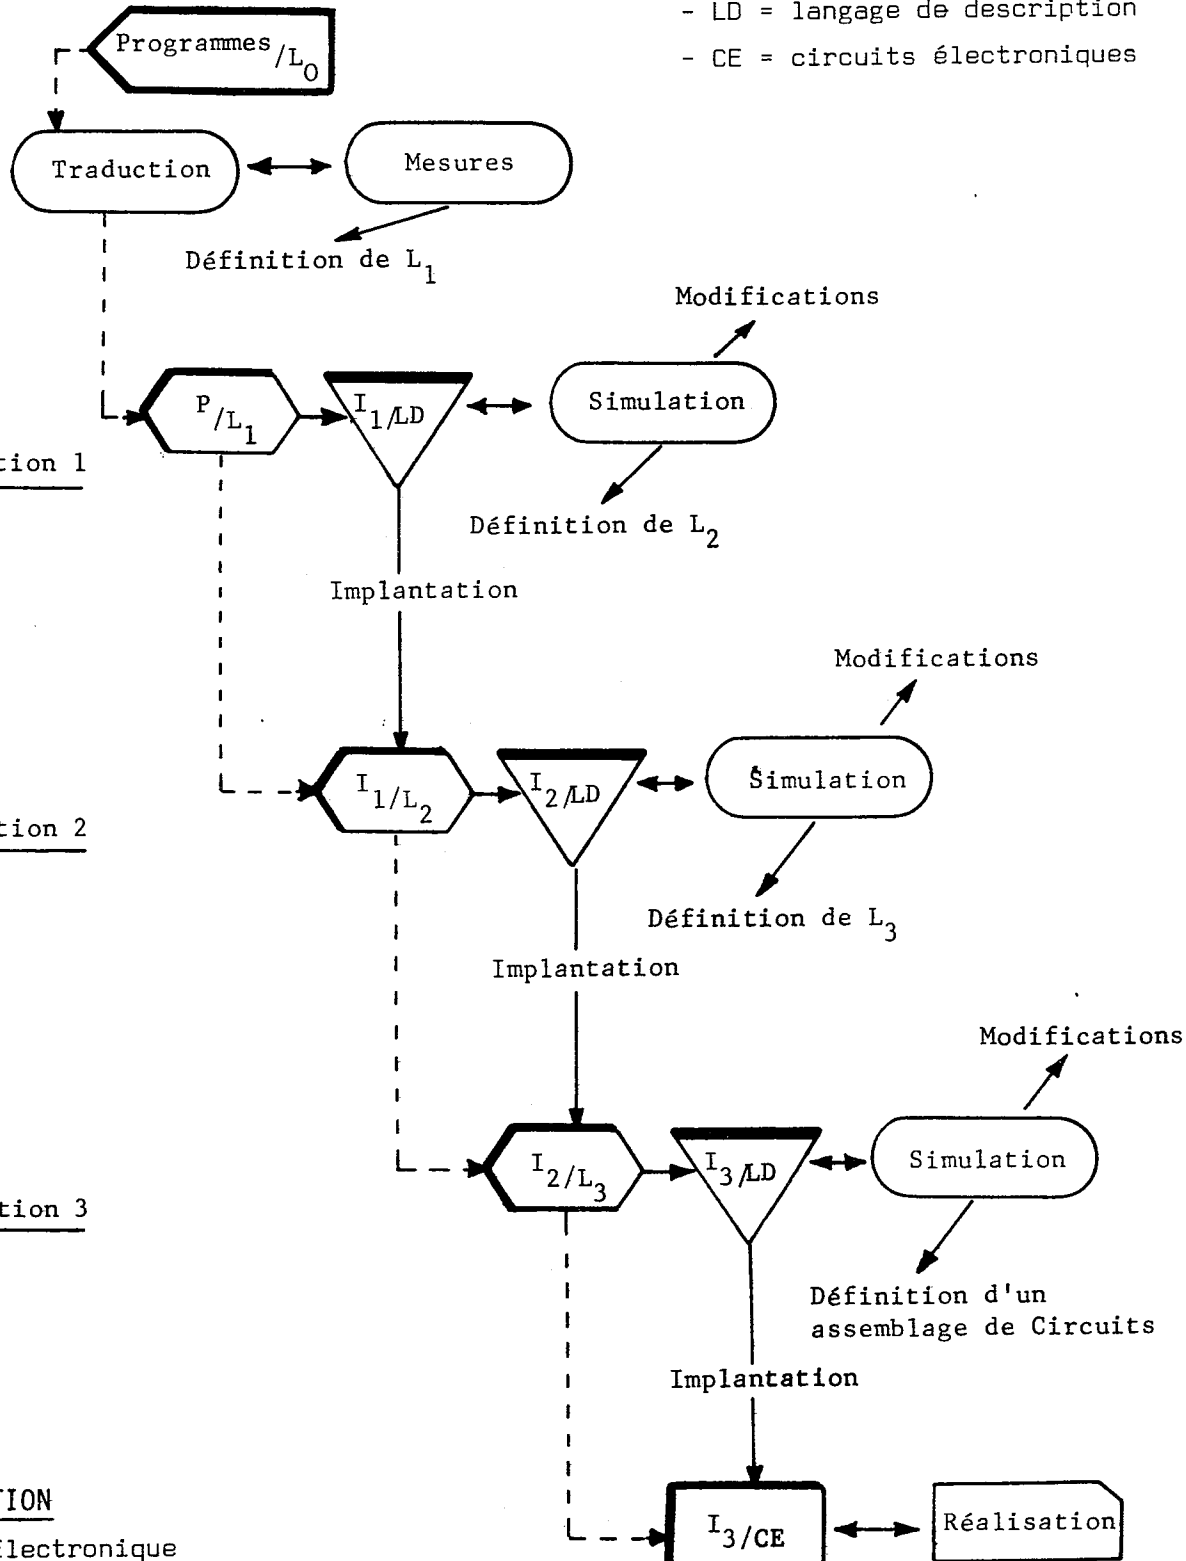 - LD = langage de description
Programmes/L0
- CE = circuits électroniques
Traduction
Mesures
Définition de L1
Modifications
P/L1
I1/LD
Simulation
tion 1
Définition de L2
Implantation
Modifications
I1/L2
I2/LD
Simulation
tion 2
Définition de L3
Implantation
Modifications
I2/L3
I3/LD
Simulation
tion 3
Définition d'un
assemblage de Circuits
Implantation
TION
I3/CE
Réalisation
lectronique